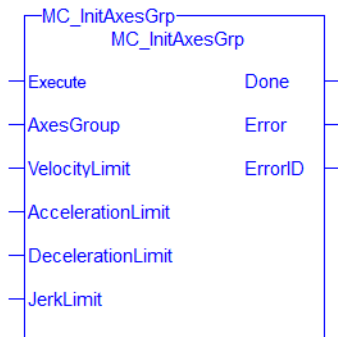 MC_InitAxesGrp
MC_InitAxesGrp
Execute Done
AxesGroup Error
VelocityLimit ErrorID
AccelerationLimit
DecelerationLimit
JerkLimit